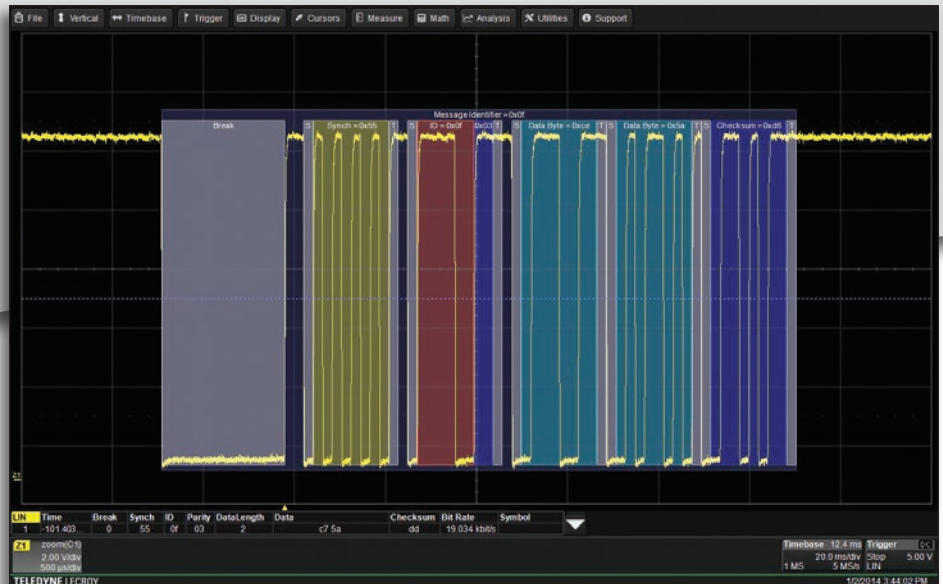 File Vertical Timebase Trigger Display Cursors Measure Math Analysis Utilities Support
Message Identifier = 0x0f
Break S Synch = 0x55 T S ID = 0x0f 0x03 T S Data Byte = 0xce T S Data Byte = 0x5a T S Checksum = 0xd6 T
Z1
LIN Time Break Synch ID Parity DataLength Data Checksum Bit Rate Symbol
1 -101.403... 0 55 0f 03 2 c7 5a dd 19.034 kbit/s
Z1 zoom(C1)
2.00 V/div
500 µs/div
Timebase 12.4 ms
20.0 ms/div
1 MS 5 MS/s
Trigger DC
Stop 5.00 V
LIN
TELEDYNE LECROY
1/2/2014 3:44:02 PM